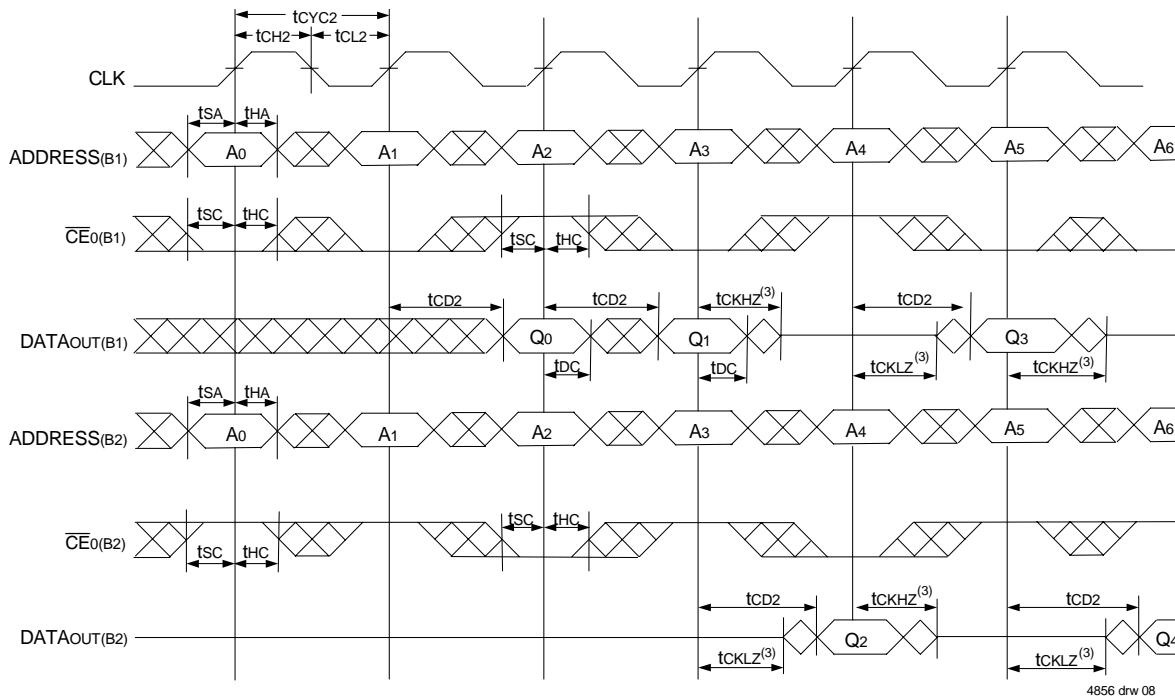 tCYC2
tCH2 tCL2
CLK
tSA tHA
ADDRESS(B1) A0 A1 A2 A3 A4 A5 A6
tSC tHC
CE0(B1) tSC tHC
tCD2 tCD2 tCKHZ(3) tCD2
DATAOUT(B1) Q0 Q1 Q3
tDC tDC tCKLZ(3) tCKHZ(3)
tSA tHA
ADDRESS(B2) A0 A1 A2 A3 A4 A5 A6
tSC tHC
CE0(B2)
tSC tHC
tCD2 tCKHZ(3) tCD2
DATAOUT(B2) Q2 Q4
tCKLZ(3) tCKLZ(3)
4856 drw 08